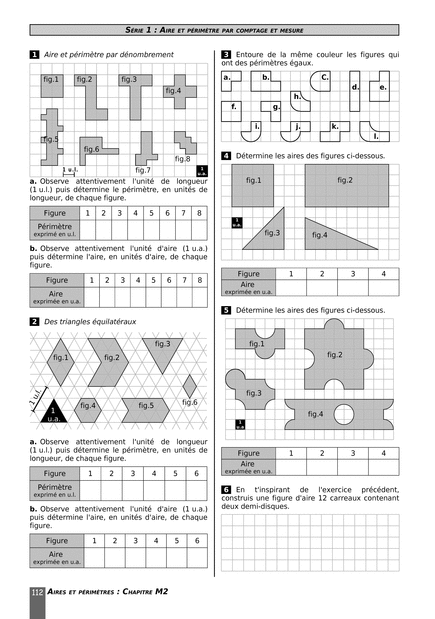 SÉRIE 1 : AIRE ET PÉRIMÈTRE PAR COMPTAGE ET MESURE
1 Aire et périmètre par dénombrement
fig.1 fig.2 fig.3
fig.4
fig.5
fig.6
fig.8
1 u.l. fig.7 1 u.a.
a. Observe attentivement l'unité de longueur
(1 u.l.) puis détermine le périmètre, en unités de
longueur, de chaque figure.
Figure 1 2 3 4 5 6 7 8
Périmètre
exprimé en u.l.
b. Observe attentivement l'unité d'aire (1 u.a.)
puis détermine l'aire, en unités d'aire, de chaque
figure.
Figure 1 2 3 4 5 6 7 8
Aire
exprimée en u.a.
2 Des triangles équilatéraux
fig.3
fig.1 fig.2
1 u.l.
fig.4 fig.5 fig.6
1
u.a.
a. Observe attentivement l'unité de longueur
(1 u.l.) puis détermine le périmètre, en unités de
longueur, de chaque figure.
Figure 1 2 3 4 5 6
Périmètre
exprimé en u.l.
b. Observe attentivement l'unité d'aire (1 u.a.)
puis détermine l'aire, en unités d'aire, de chaque
figure.
Figure 1 2 3 4 5 6
Aire
exprimée en u.a.
3 Entoure de la même couleur les figures qui
ont des périmètres égaux.
a. b. C. d. e.
h.
f. g.
i. j. k. l.
4 Détermine les aires des figures ci-dessous.
fig.1 fig.2
1 u.a.
fig.3 fig.4
Figure 1 2 3 4
Aire
exprimée en u.a.
5 Détermine les aires des figures ci-dessous.
fig.1
fig.2
fig.3
fig.4
1 u.a.
Figure 1 2 3 4
Aire
exprimée en u.a.
6 En t'inspirant de l'exercice précédent,
construis une figure d'aire 12 carreaux contenant
deux demi-disques.
112 AIRES ET PÉRIMÈTRES : CHAPITRE M2